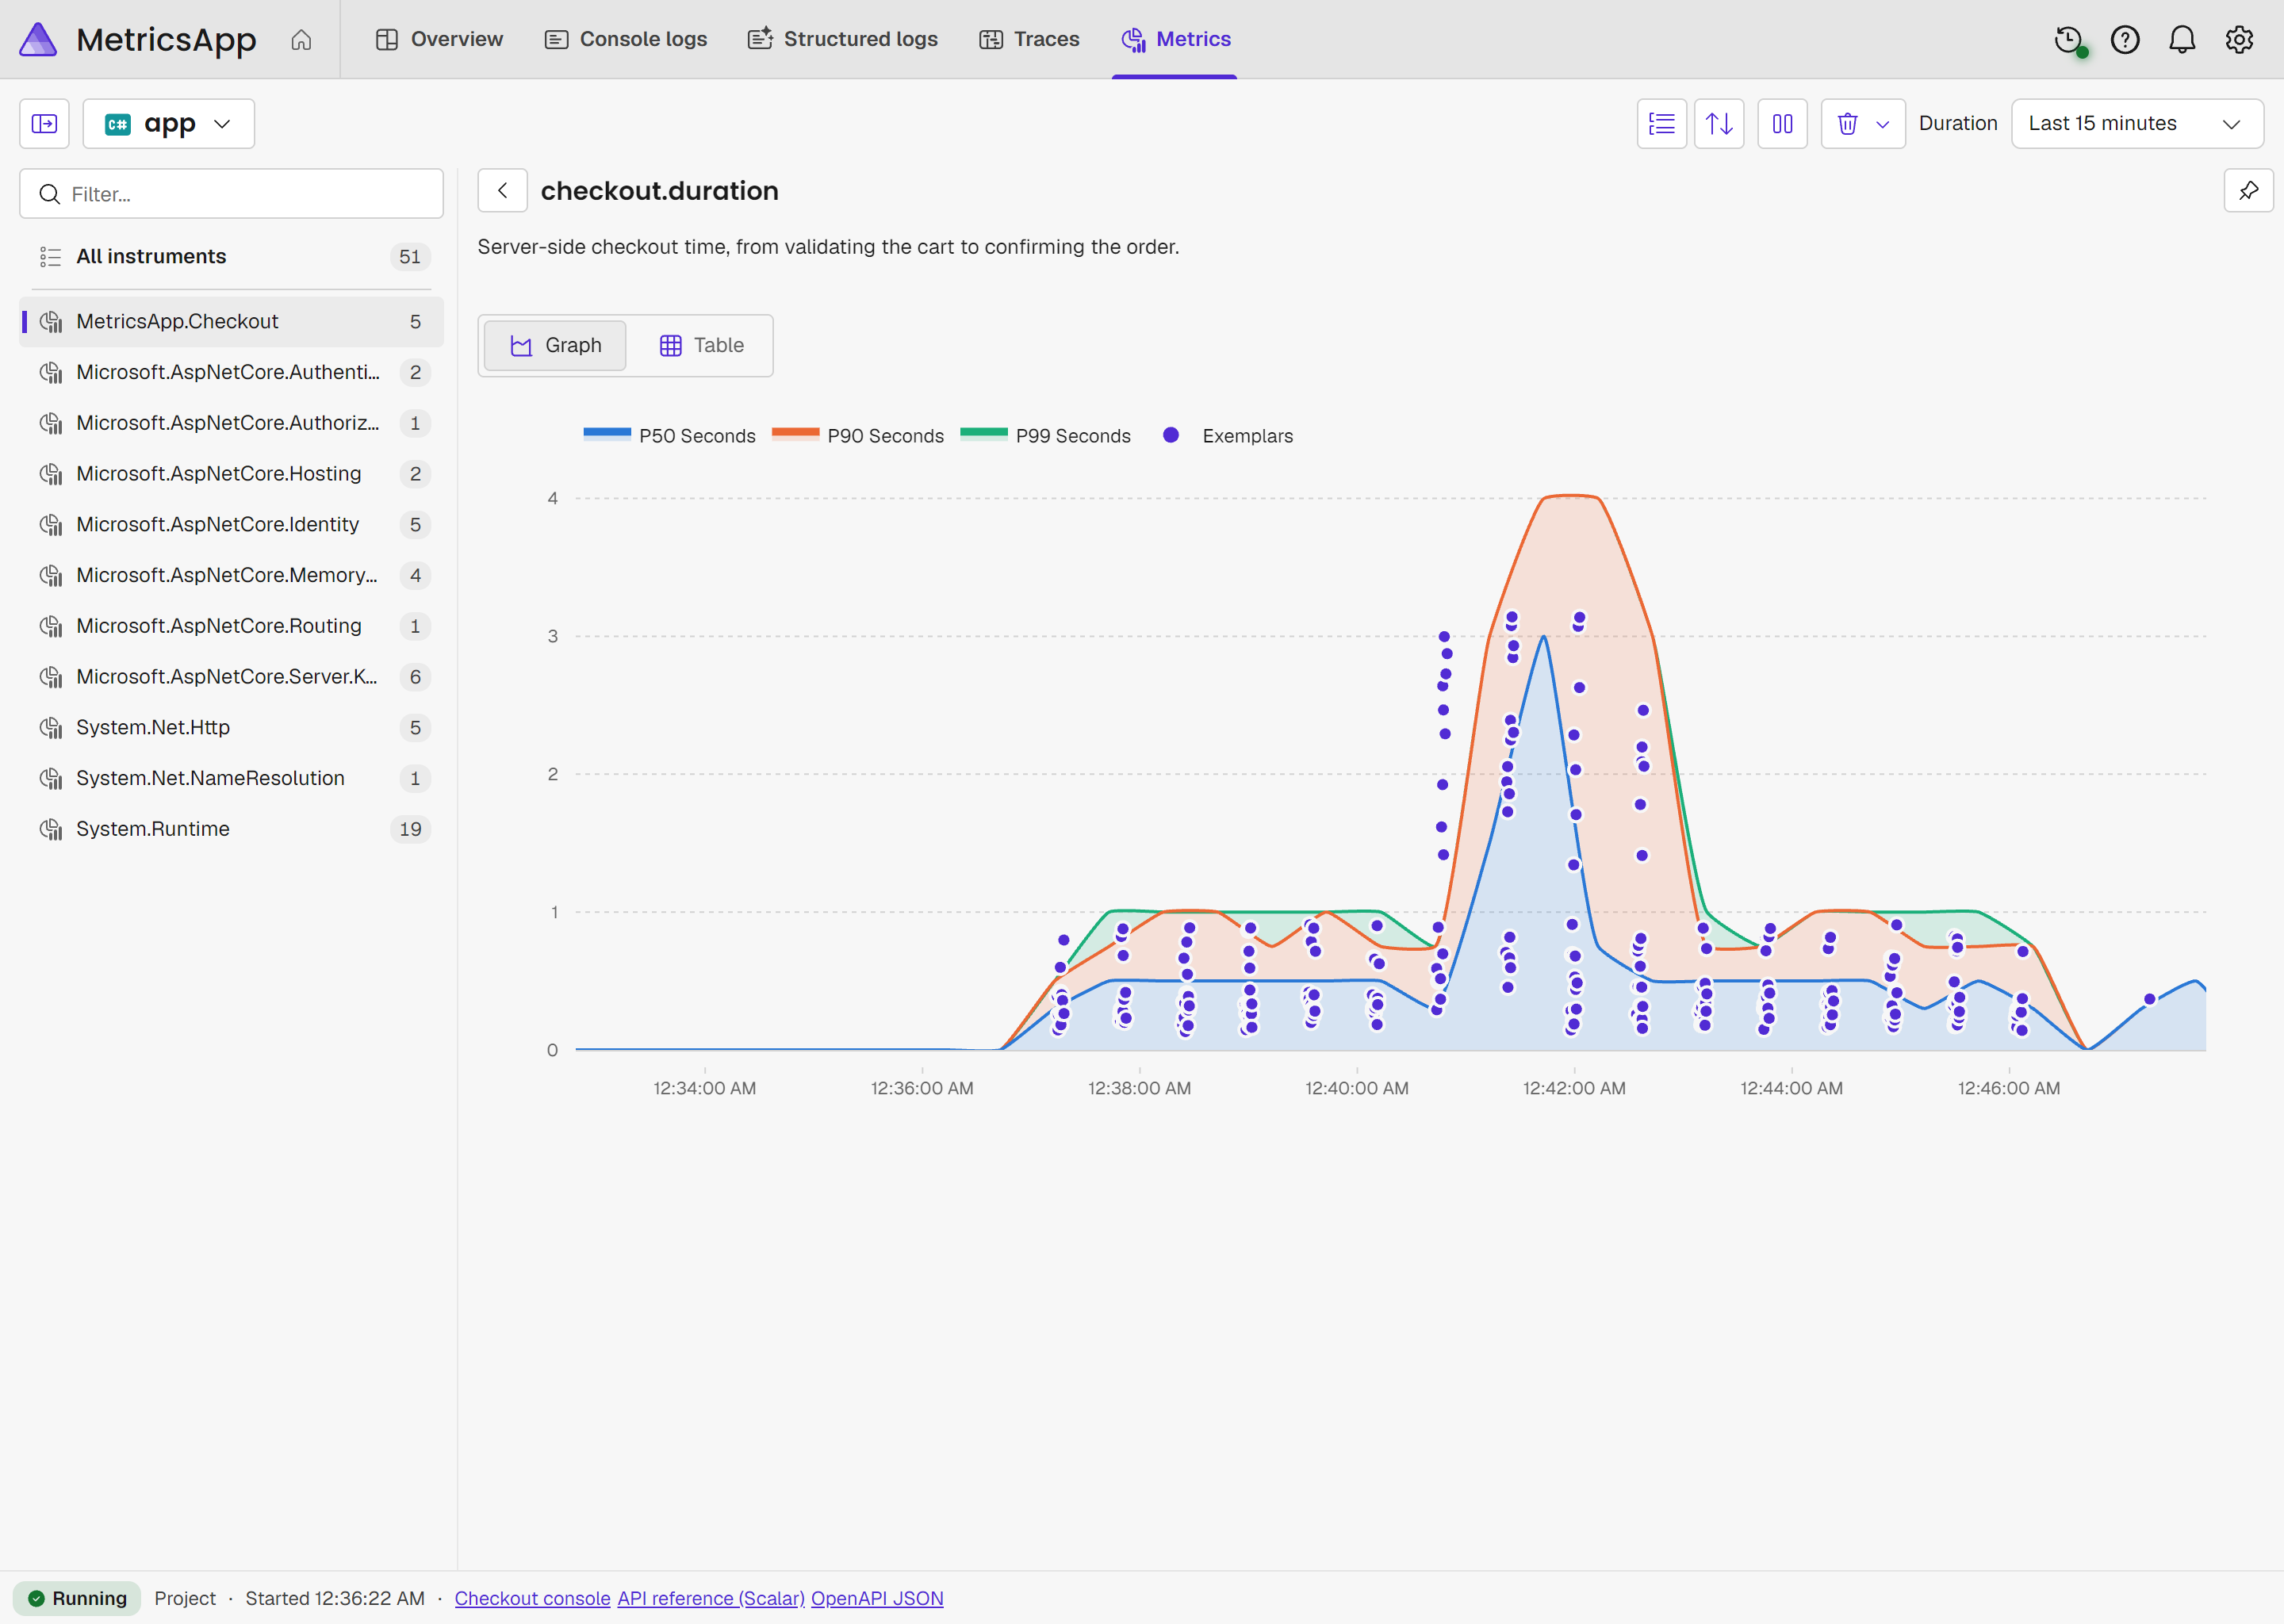 MetricsApp
Overview
Console logs
Structured logs
Traces
Metrics
C# app
Duration
Last 15 minutes
Filter...
All instruments 51
MetricsApp.Checkout 5
Microsoft.AspNetCore.Authenti... 2
Microsoft.AspNetCore.Authoriz... 1
Microsoft.AspNetCore.Hosting 2
Microsoft.AspNetCore.Identity 5
Microsoft.AspNetCore.Memory... 4
Microsoft.AspNetCore.Routing 1
Microsoft.AspNetCore.Server.K... 6
System.Net.Http 5
System.Net.NameResolution 1
System.Runtime 19
checkout.duration
Server-side checkout time, from validating the cart to confirming the order.
Graph
Table
P50 Seconds P90 Seconds P99 Seconds Exemplars
4
3
2
1
0
12:34:00 AM 12:36:00 AM 12:38:00 AM 12:40:00 AM 12:42:00 AM 12:44:00 AM 12:46:00 AM
Running Project · Started 12:36:22 AM · Checkout console API reference (Scalar) OpenAPI JSON